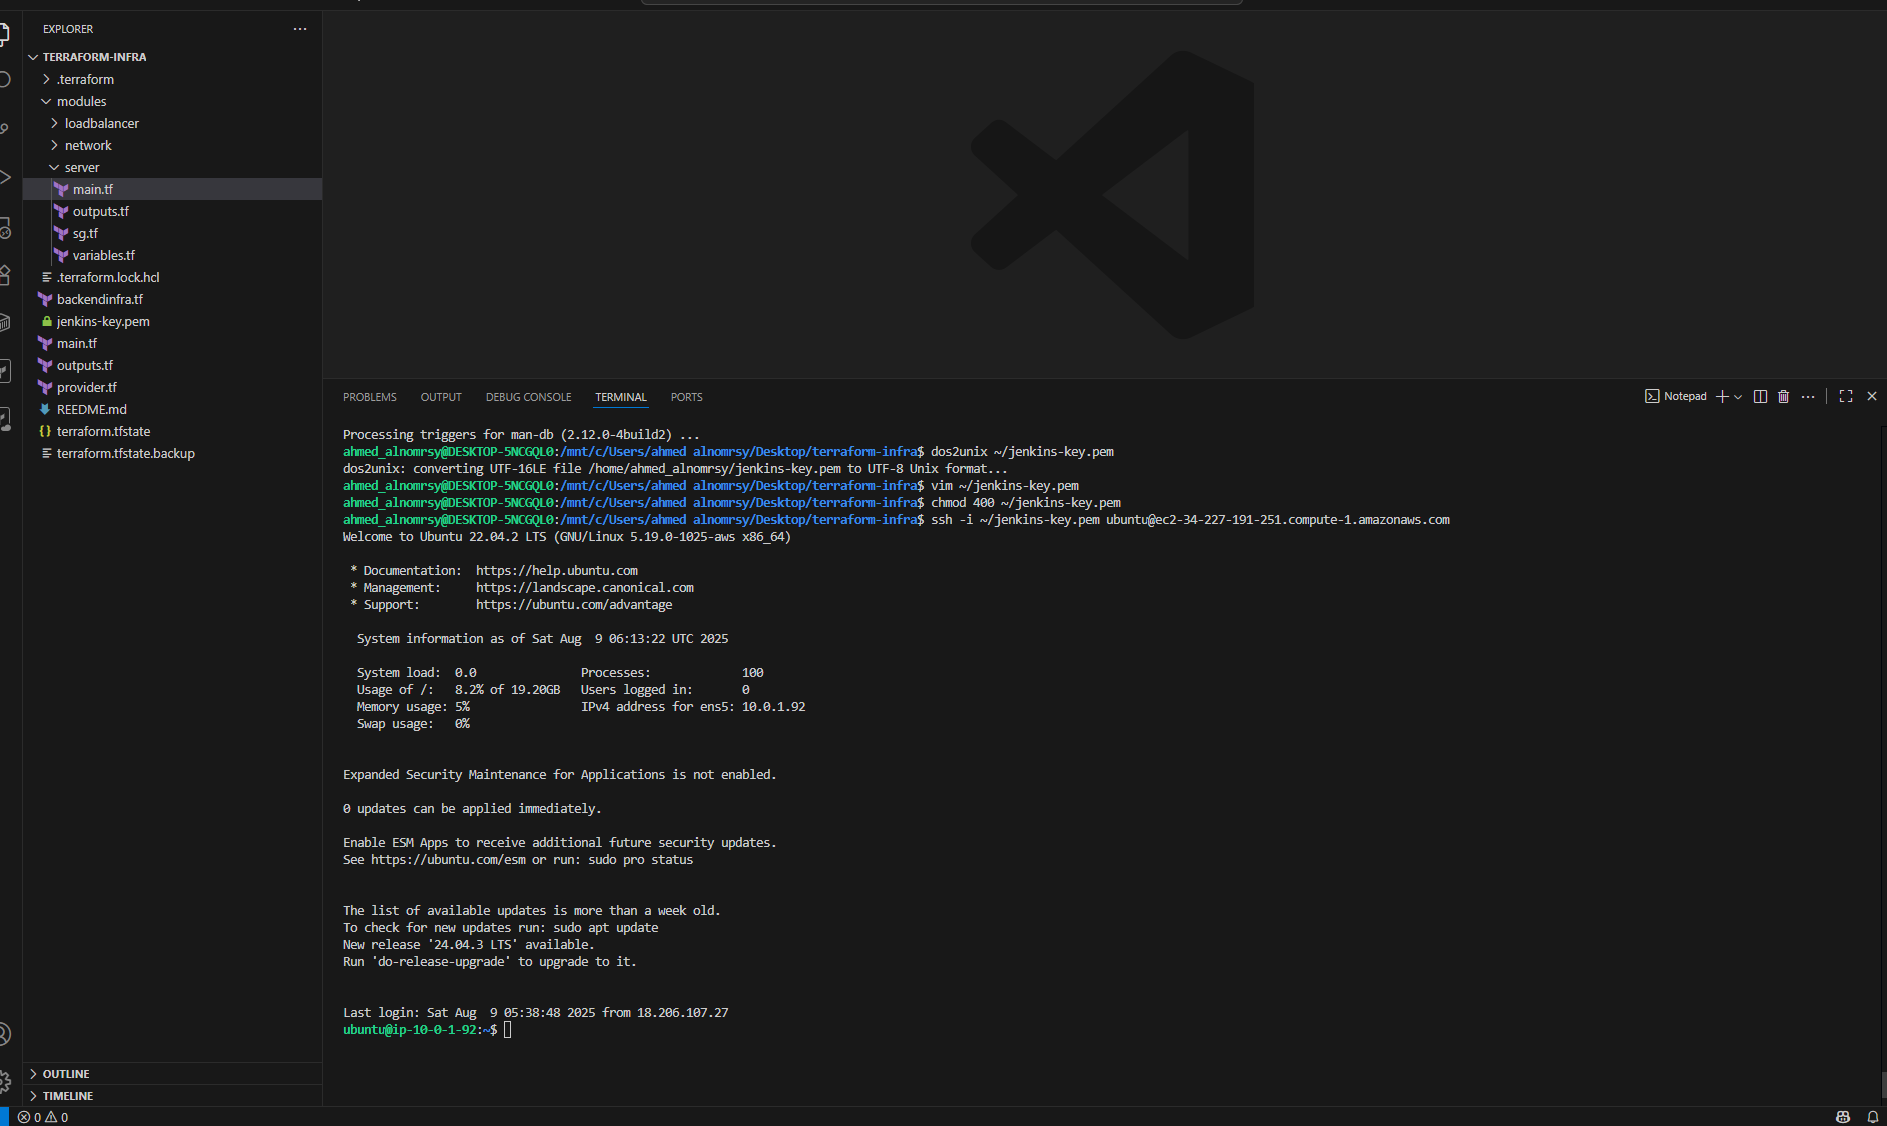 EXPLORER
TERRAFORM-INFRA
.terraform
modules
loadbalancer
network
server
main.tf
outputs.tf
sg.tf
variables.tf
.terraform.lock.hcl
backendinfra.tf
jenkins-key.pem
main.tf
outputs.tf
provider.tf
REEDME.md
terraform.tfstate
terraform.tfstate.backup
OUTLINE
TIMELINE
PROBLEMS OUTPUT DEBUG CONSOLE TERMINAL PORTS
Notepad
Processing triggers for man-db (2.12.0-4build2) ...
ahmed_alnomrsy@DESKTOP-5NCGQL0:/mnt/c/Users/ahmed alnomrsy/Desktop/terraform-infra$ dos2unix ~/jenkins-key.pem
dos2unix: converting UTF-16LE file /home/ahmed_alnomrsy/jenkins-key.pem to UTF-8 Unix format...
ahmed_alnomrsy@DESKTOP-5NCGQL0:/mnt/c/Users/ahmed alnomrsy/Desktop/terraform-infra$ vim ~/jenkins-key.pem
ahmed_alnomrsy@DESKTOP-5NCGQL0:/mnt/c/Users/ahmed alnomrsy/Desktop/terraform-infra$ chmod 400 ~/jenkins-key.pem
ahmed_alnomrsy@DESKTOP-5NCGQL0:/mnt/c/Users/ahmed alnomrsy/Desktop/terraform-infra$ ssh -i ~/jenkins-key.pem ubuntu@ec2-34-227-191-251.compute-1.amazonaws.com
Welcome to Ubuntu 22.04.2 LTS (GNU/Linux 5.19.0-1025-aws x86_64)
* Documentation:  https://help.ubuntu.com
* Management:     https://landscape.canonical.com
* Support:        https://ubuntu.com/advantage
System information as of Sat Aug  9 06:13:22 UTC 2025
System load:  0.0               Processes:             100
Usage of /:   8.2% of 19.20GB   Users logged in:       0
Memory usage: 5%                IPv4 address for ens5: 10.0.1.92
Swap usage:   0%
Expanded Security Maintenance for Applications is not enabled.
0 updates can be applied immediately.
Enable ESM Apps to receive additional future security updates.
See https://ubuntu.com/esm or run: sudo pro status
The list of available updates is more than a week old.
To check for new updates run: sudo apt update
New release '24.04.3 LTS' available.
Run 'do-release-upgrade' to upgrade to it.
Last login: Sat Aug  9 05:38:48 2025 from 18.206.107.27
ubuntu@ip-10-0-1-92:~$
0 0